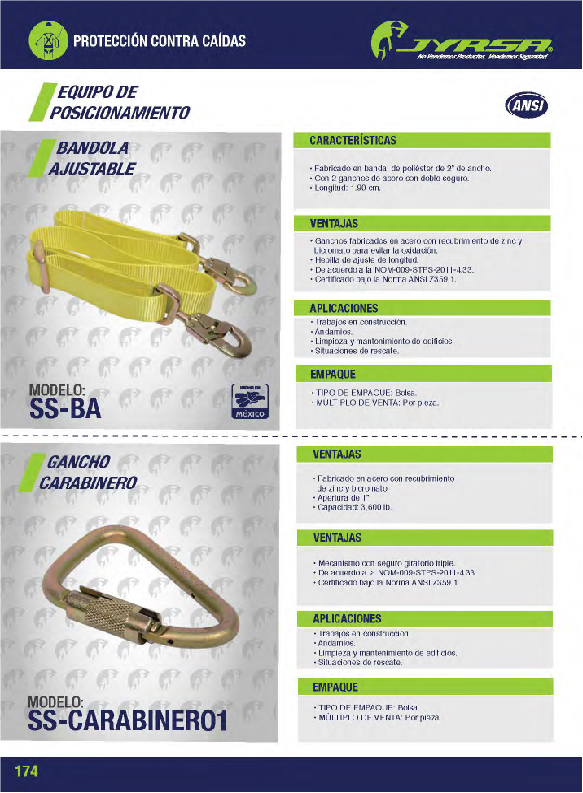 PROTECCIÓN CONTRA CAÍDAS
JYRSA®
No Vendemos Productos, Vendemos Seguridad
EQUIPO DE
POSICIONAMIENTO
ANSI
BANDOLA
AJUSTABLE
MODELO:
SS-BA
HECHO EN
MÉXICO
CARACTERÍSTICAS
• Fabricado en banda de poliéster de 2" de ancho.
• Con 2 ganchos de acero con doble seguro.
• Longitud: 1.90 cm.
VENTAJAS
• Ganchos fabricados en acero con recubrimiento de zinc y
bicromato para evitar la oxidación.
• Hebilla de ajuste de longitud.
• De acuerdo a la NOM-009-STPS-2011-4.33.
• Certificado bajo la Norma ANSI Z359.1.
APLICACIONES
• Trabajos en construcción.
• Andamios.
• Limpieza y mantenimiento de edificios
• Situaciones de rescate.
EMPAQUE
• TIPO DE EMPAQUE: Bolsa.
• MULTIPLO DE VENTA: Por pieza.
GANCHO
CARABINERO
MODELO:
SS-CARABINERO1
VENTAJAS
• Fabricado en acero con recubrimiento
de zinc y bicromato
• Apertura de 1"
• Capacidad: 3,600 lb.
VENTAJAS
• Mecanismo con seguro giratorio triple.
• De acuerdo a la NOM-009-STPS-2011-4.33
• Certificado bajo la Norma ANSI Z359.1
APLICACIONES
• Trabajos en construcción
• Andamios.
• Limpieza y mantenimiento de edificios.
• Situaciones de rescate.
EMPAQUE
• TIPO DE EMPAQUE: Bolsa
• MÚLTIPLO DE VENTA: Por pieza
174